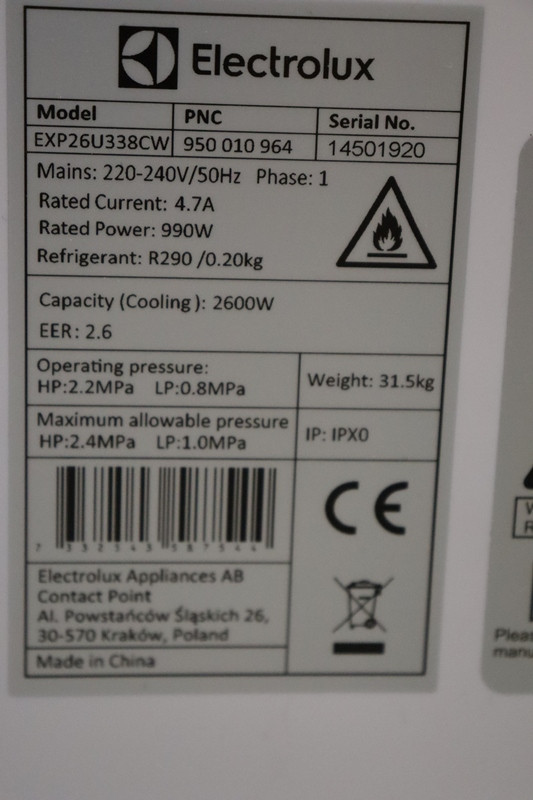 Electrolux
Model PNC Serial No.
EXP26U338CW 950 010 964 14501920
Mains: 220-240V/50Hz Phase: 1
Rated Current: 4.7A
Rated Power: 990W
Refrigerant: R290 /0.20kg
Capacity (Cooling): 2600W
EER: 2.6
Operating pressure:
HP:2.2MPa LP:0.8MPa
Weight: 31.5kg
Maximum allowable pressure
HP:2.4MPa LP:1.0MPa
IP: IPX0
CE
Electrolux Appliances AB
Contact Point
Al. Powstańców Śląskich 26,
30-570 Kraków, Poland
Made in China